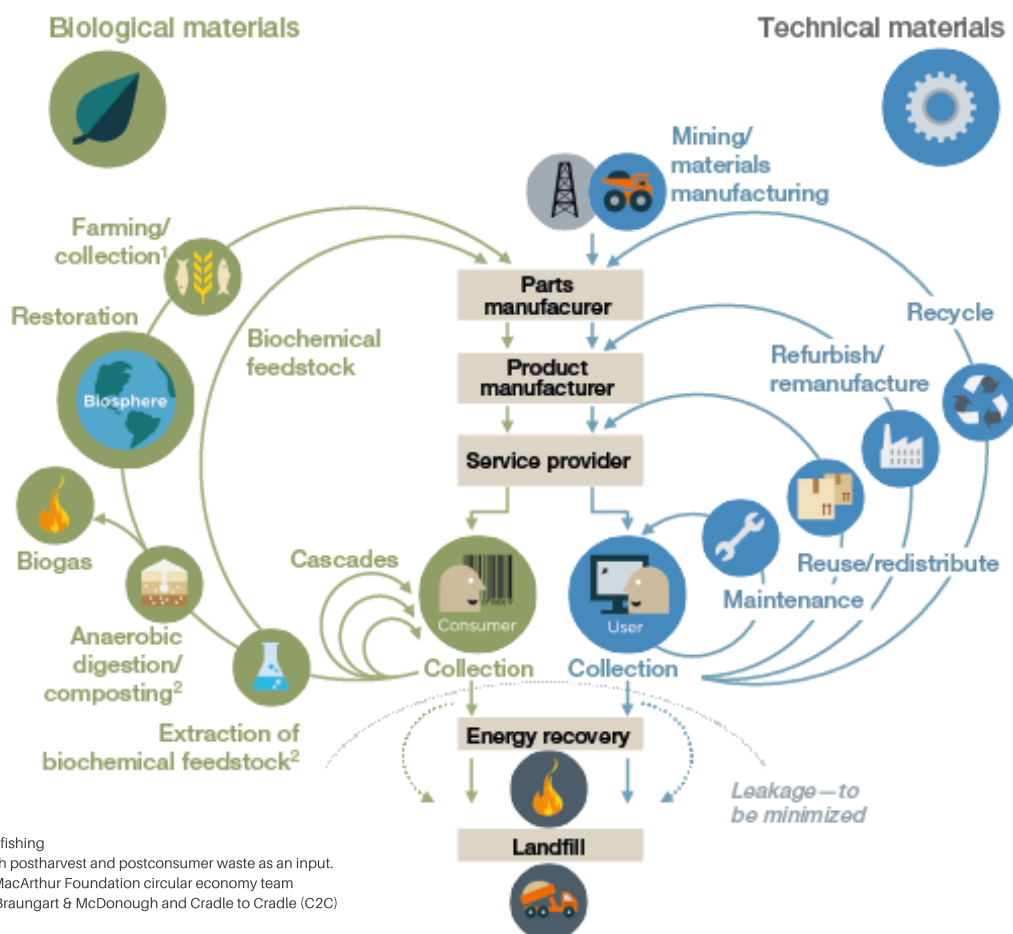 Biological materials
Technical materials
Mining/
materials
manufacturing
Farming/
collection¹
Restoration
Biosphere
Biochemical
feedstock
Parts
manufacurer
Recycle
Refurbish/
remanufacture
Product
manufacturer
Service provider
Biogas
Cascades
Consumer
User
Reuse/redistribute
Maintenance
Anaerobic
digestion/
composting²
Collection
Collection
Extraction of
biochemical feedstock²
Energy recovery
Leakage—to
be minimized
Landfill
fishing
h postharvest and postconsumer waste as an input.
MacArthur Foundation circular economy team
Braungart & McDonough and Cradle to Cradle (C2C)